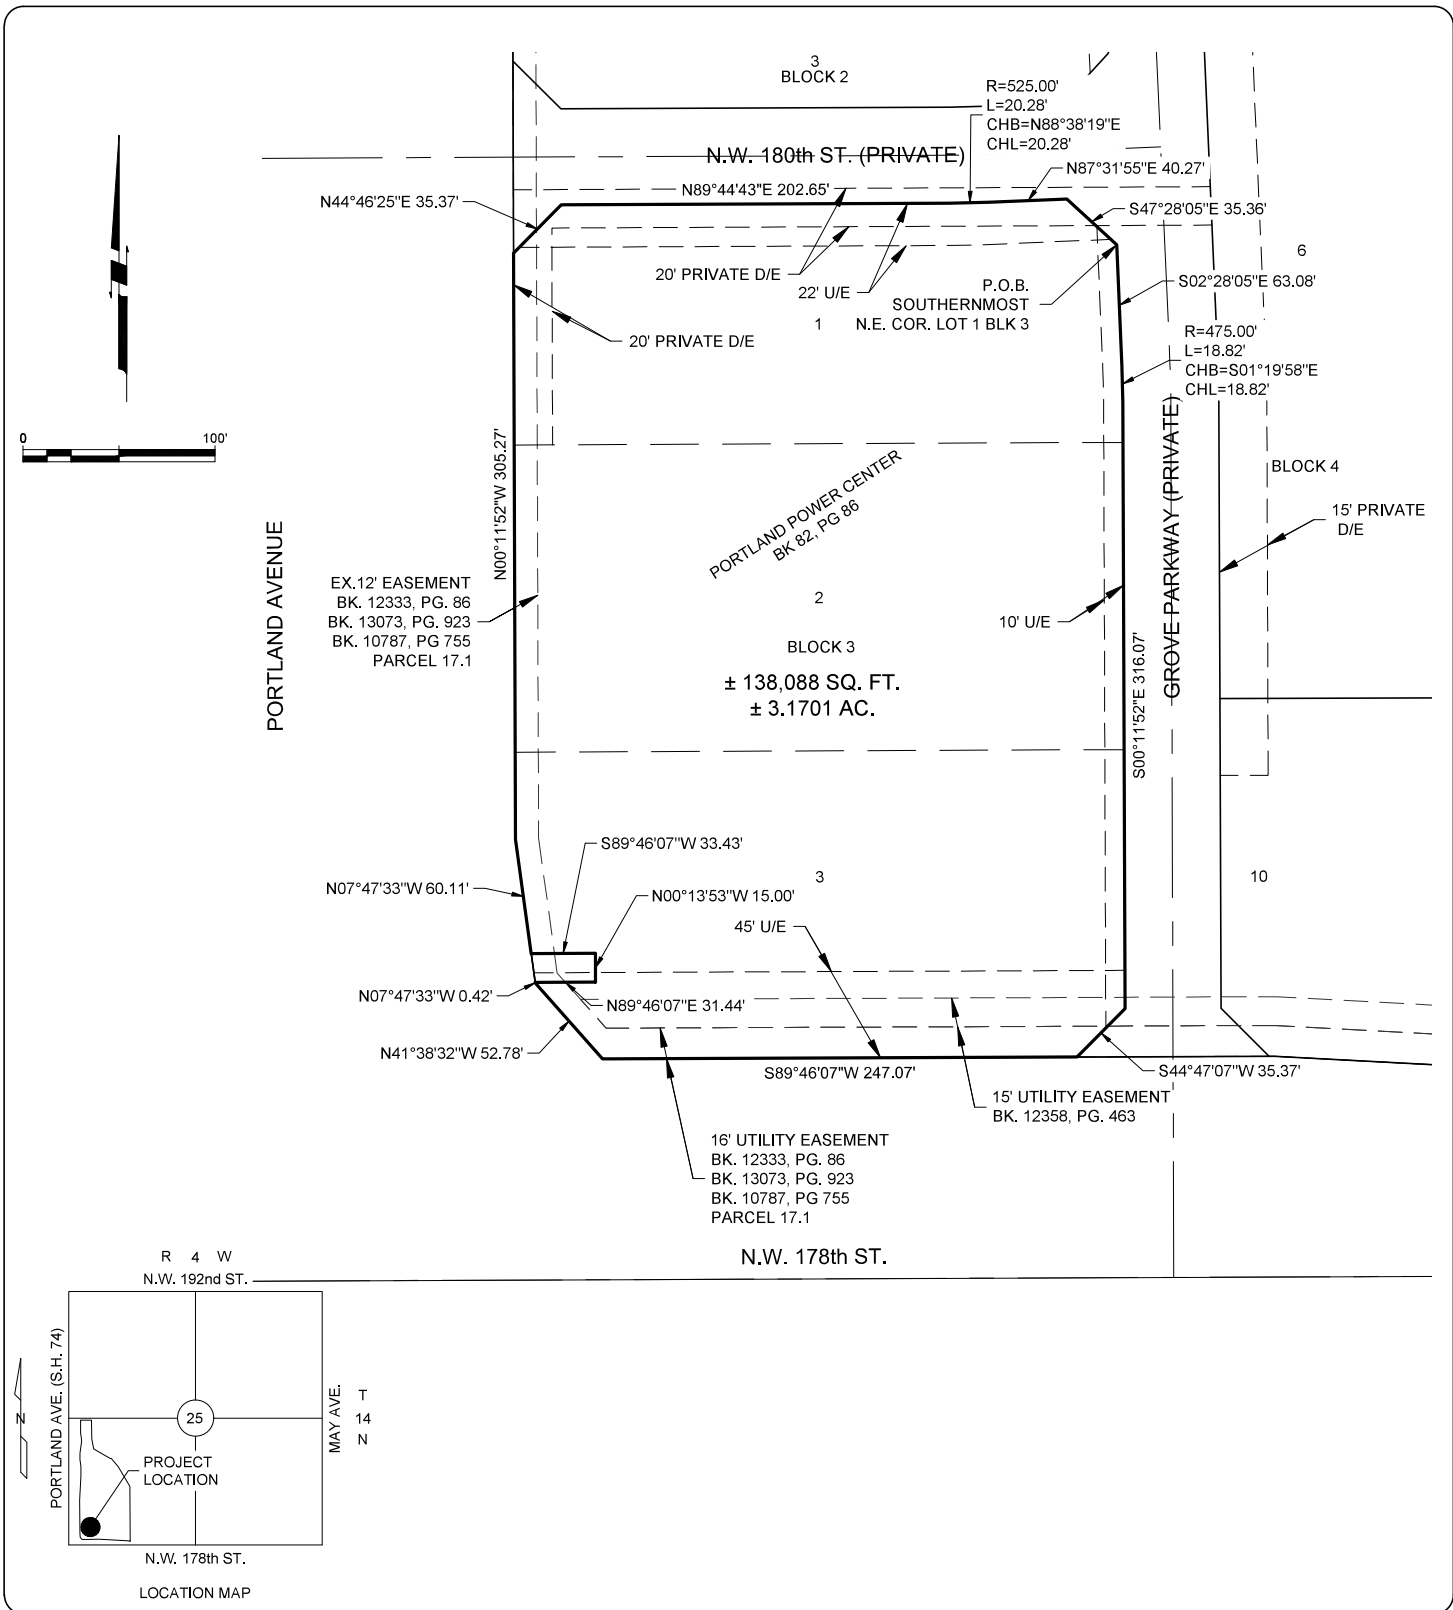 3
BLOCK 2
R=525.00'
L=20.28'
CHB=N88°38'19"E
CHL=20.28'
N.W. 180th ST. (PRIVATE)
N87°31'55"E 40.27'
N89°44'43"E 202.65'
N44°46'25"E 35.37'
S47°28'05"E 35.36'
6
20' PRIVATE D/E
22' U/E
P.O.B.
SOUTHERNMOST
N.E. COR. LOT 1 BLK 3
S02°28'05"E 63.08'
1
20' PRIVATE D/E
R=475.00'
L=18.82'
CHB=S01°19'58"E
CHL=18.82'
0 100'
N00°11'52"W 305.27'
PORTLAND POWER CENTER
BK 82, PG 86
GROVE PARKWAY (PRIVATE)
BLOCK 4
15' PRIVATE
D/E
PORTLAND AVENUE
EX.12' EASEMENT
BK. 12333, PG. 86
BK. 13073, PG. 923
BK. 10787, PG 755
PARCEL 17.1
2
10' U/E
BLOCK 3
± 138,088 SQ. FT.
± 3.1701 AC.
S00°11'52"E 316.07'
S89°46'07"W 33.43'
N07°47'33"W 60.11'
3
N00°13'53"W 15.00'
10
45' U/E
N07°47'33"W 0.42'
N89°46'07"E 31.44'
N41°38'32"W 52.78'
S89°46'07"W 247.07'
S44°47'07"W 35.37'
15' UTILITY EASEMENT
BK. 12358, PG. 463
16' UTILITY EASEMENT
BK. 12333, PG. 86
BK. 13073, PG. 923
BK. 10787, PG 755
PARCEL 17.1
N.W. 178th ST.
R 4 W
N.W. 192nd ST.
PORTLAND AVE. (S.H. 74)
N
25
MAY AVE.
T
14
N
PROJECT
LOCATION
N.W. 178th ST.
LOCATION MAP